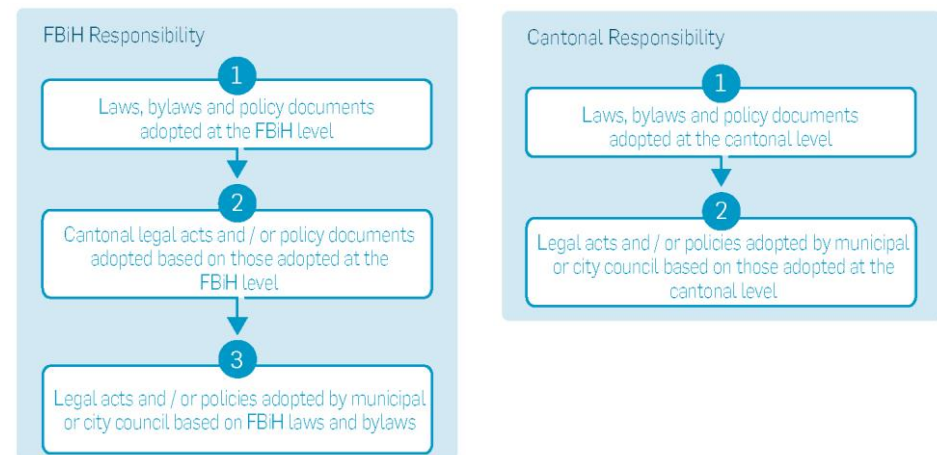 FBiH Responsibility
1
Laws, bylaws and policy documents
adopted at the FBiH level
2
Cantonal legal acts and / or policy documents
adopted based on those adopted at the
FBiH level
3
Legal acts and / or policies adopted by municipal
or city council based on FBiH laws and bylaws
Cantonal Responsibility
1
Laws, bylaws and policy documents
adopted at the cantonal level
2
Legal acts and / or policies adopted by municipal
or city council based on those adopted at the
cantonal level